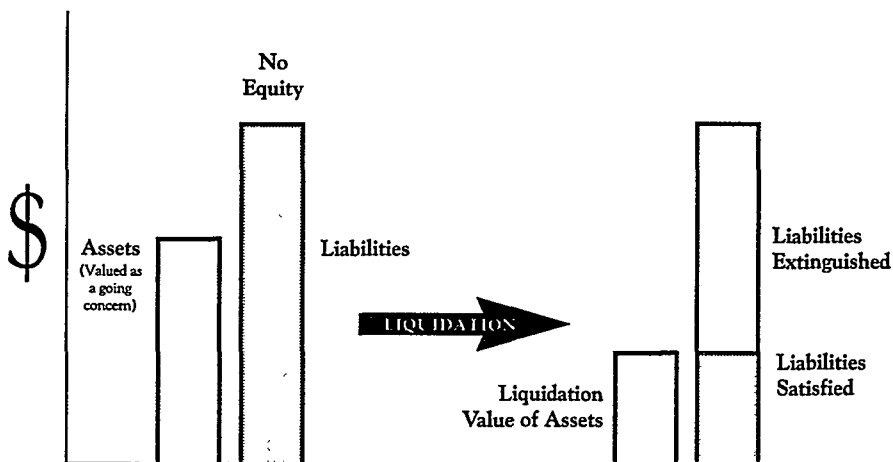 No
Equity
$
Assets
(Valued as
a going
concern)
Liabilities
LIQUIDATION
Liquidation
Value of Assets
Liabilities
Extinguished
Liabilities
Satisfied